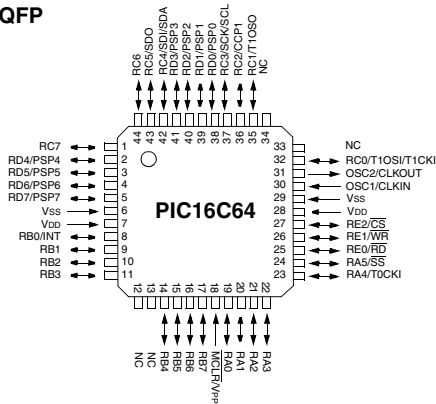 QFP
RC6
RC5/SDO
RC4/SDI/SDA
RD3/PSP3
RD2/PSP2
RD1/PSP1
RD0/PSP0
RC3/SCK/SCL
RC2/CCP1
RC1/T1OSO
NC
44
43
42
41
40
39
38
37
36
35
34
RC7 1
RD4/PSP4 2
RD5/PSP5 3
RD6/PSP6 4
RD7/PSP7 5
VSS 6
VDD 7
RB0/INT 8
RB1 9
RB2 10
RB3 11
PIC16C64
33 NC
32 RC0/T1OSI/T1CKI
31 OSC2/CLKOUT
30 OSC1/CLKIN
29 VSS
28 VDD
27 RE2/CS
26 RE1/WR
25 RE0/RD
24 RA5/SS
23 RA4/T0CKI
12
13
14
15
16
17
18
19
20
21
22
NC
NC
RB4
RB5
RB6
RB7
MCLR/VPP
RA0
RA1
RA2
RA3